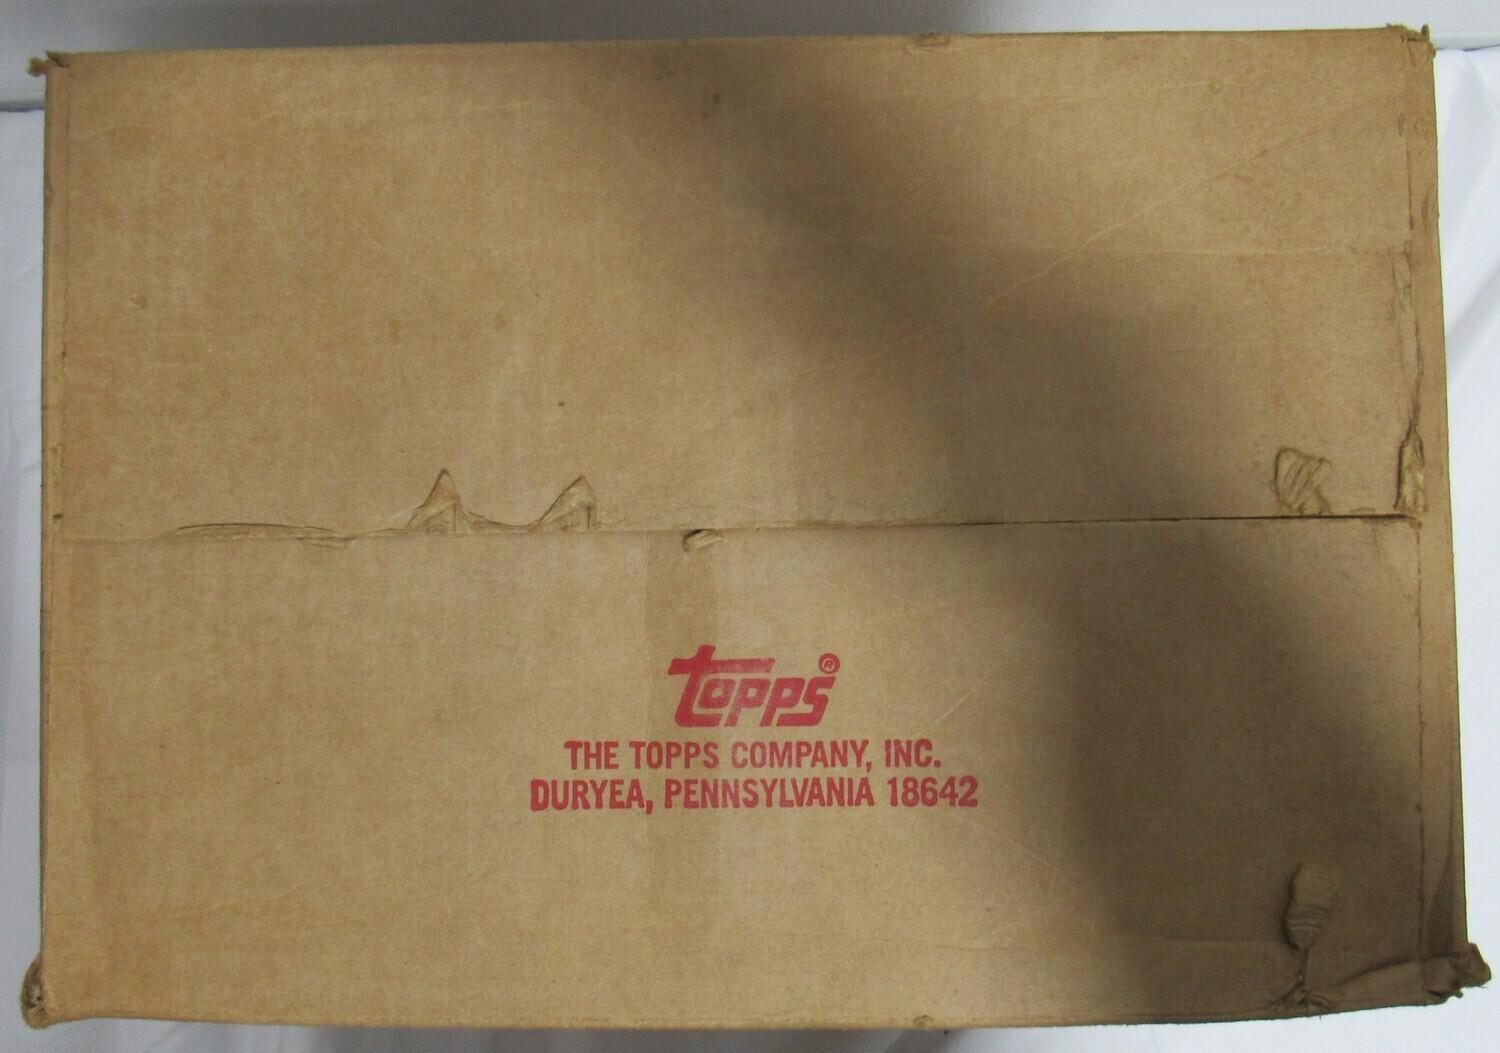 topps®
THE TOPPS COMPANY, INC.
DURYEA, PENNSYLVANIA 18642